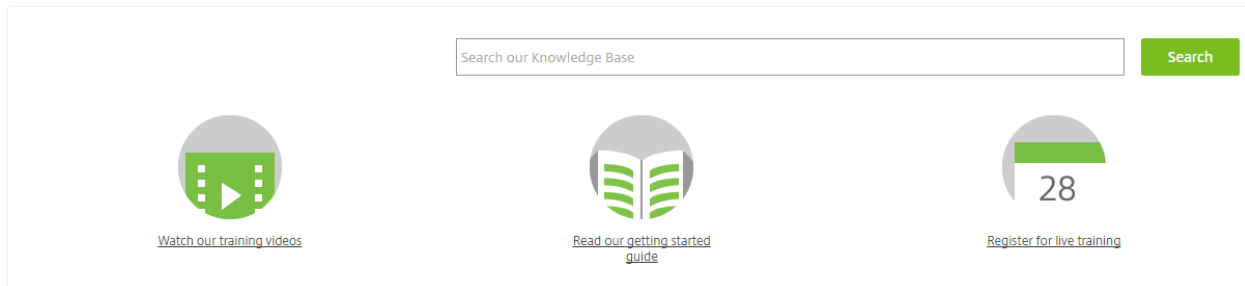 Search our Knowledge Base
Search
28
Watch our training videos
Read our getting started
guide
Register for live training